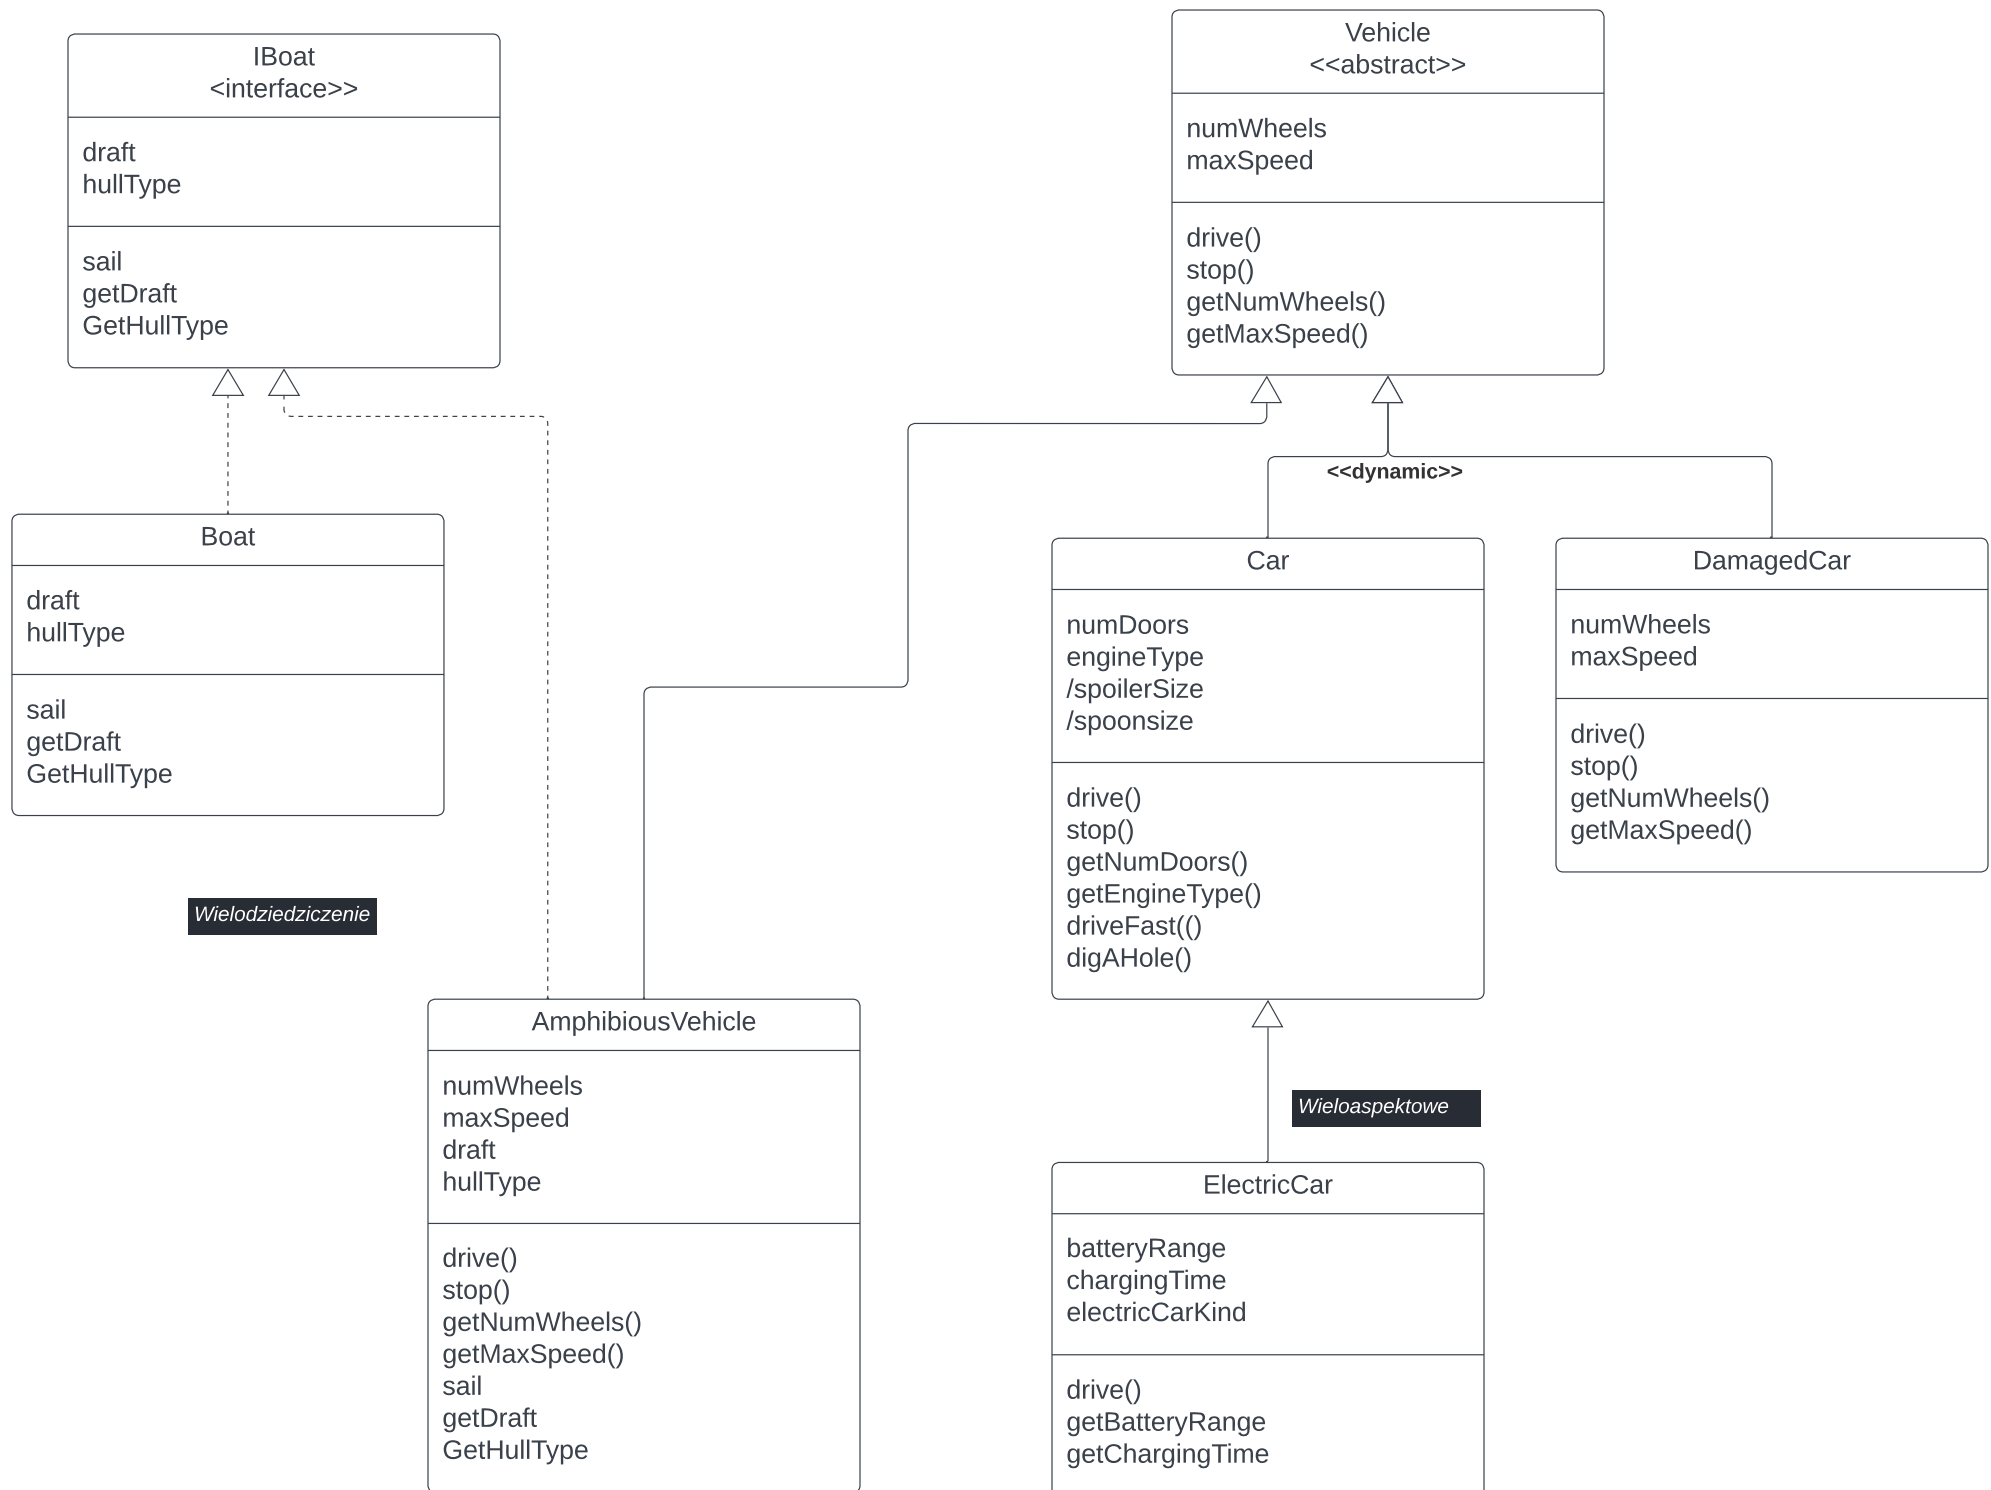 IBoat
<interface>>
draft
hullType
sail
getDraft
GetHullType
Vehicle
<<abstract>>
numWheels
maxSpeed
drive()
stop()
getNumWheels()
getMaxSpeed()
<<dynamic>>
Boat
draft
hullType
sail
getDraft
GetHullType
Car
numDoors
engineType
/spoilerSize
/spoonsize
drive()
stop()
getNumDoors()
getEngineType()
driveFast(()
digAHole()
DamagedCar
numWheels
maxSpeed
drive()
stop()
getNumWheels()
getMaxSpeed()
Wielodziedziczenie
AmphibiousVehicle
numWheels
maxSpeed
draft
hullType
drive()
stop()
getNumWheels()
getMaxSpeed()
sail
getDraft
GetHullType
Wieloaspektowe
ElectricCar
batteryRange
chargingTime
electricCarKind
drive()
getBatteryRange
getChargingTime